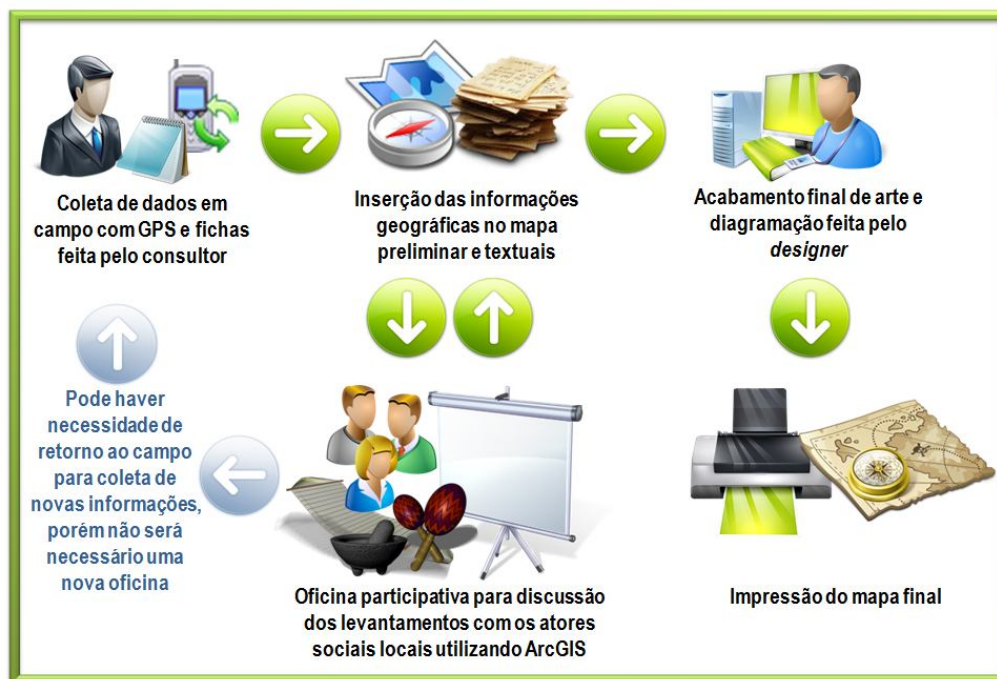 Coleta de dados em
campo com GPS e fichas
feita pelo consultor
Inserção das informações
geográficas no mapa
preliminar e textuais
Acabamento final de arte e
diagramação feita pelo
designer
Pode haver
necessidade de
retorno ao campo
para coleta de
novas informações,
porém não será
necessário uma
nova oficina
Oficina participativa para discussão
dos levantamentos com os atores
sociais locais utilizando ArcGIS
Impressão do mapa final